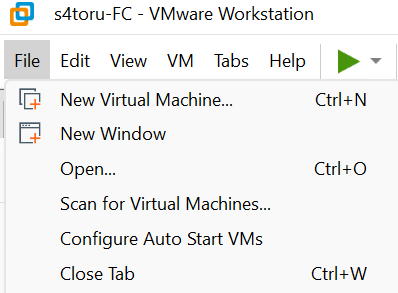 s4toru-FC - VMware Workstation
File Edit View VM Tabs Help
New Virtual Machine... Ctrl+N
New Window
Open... Ctrl+O
Scan for Virtual Machines...
Configure Auto Start VMs
Close Tab Ctrl+W